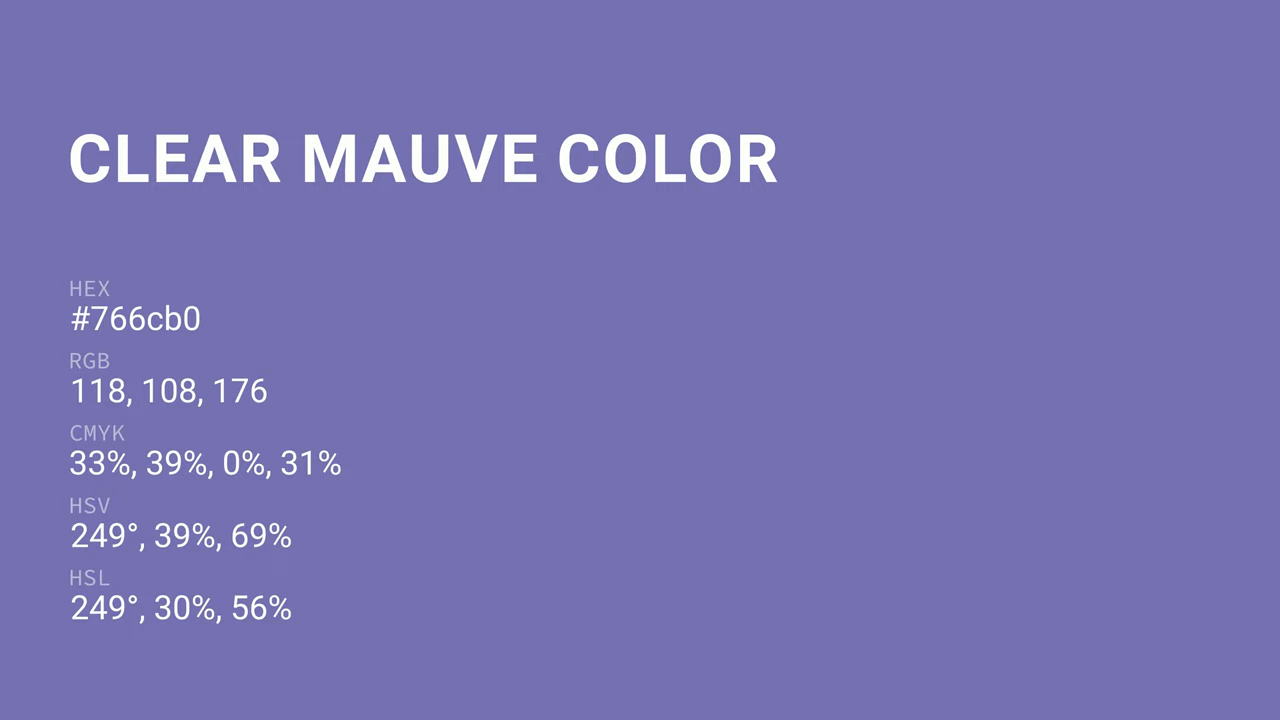 CLEAR MAUVE COLOR
HEX
#766cb0
RGB
118, 108, 176
CMYK
33%, 39%, 0%, 31%
HSV
249°, 39%, 69%
HSL
249°, 30%, 56%